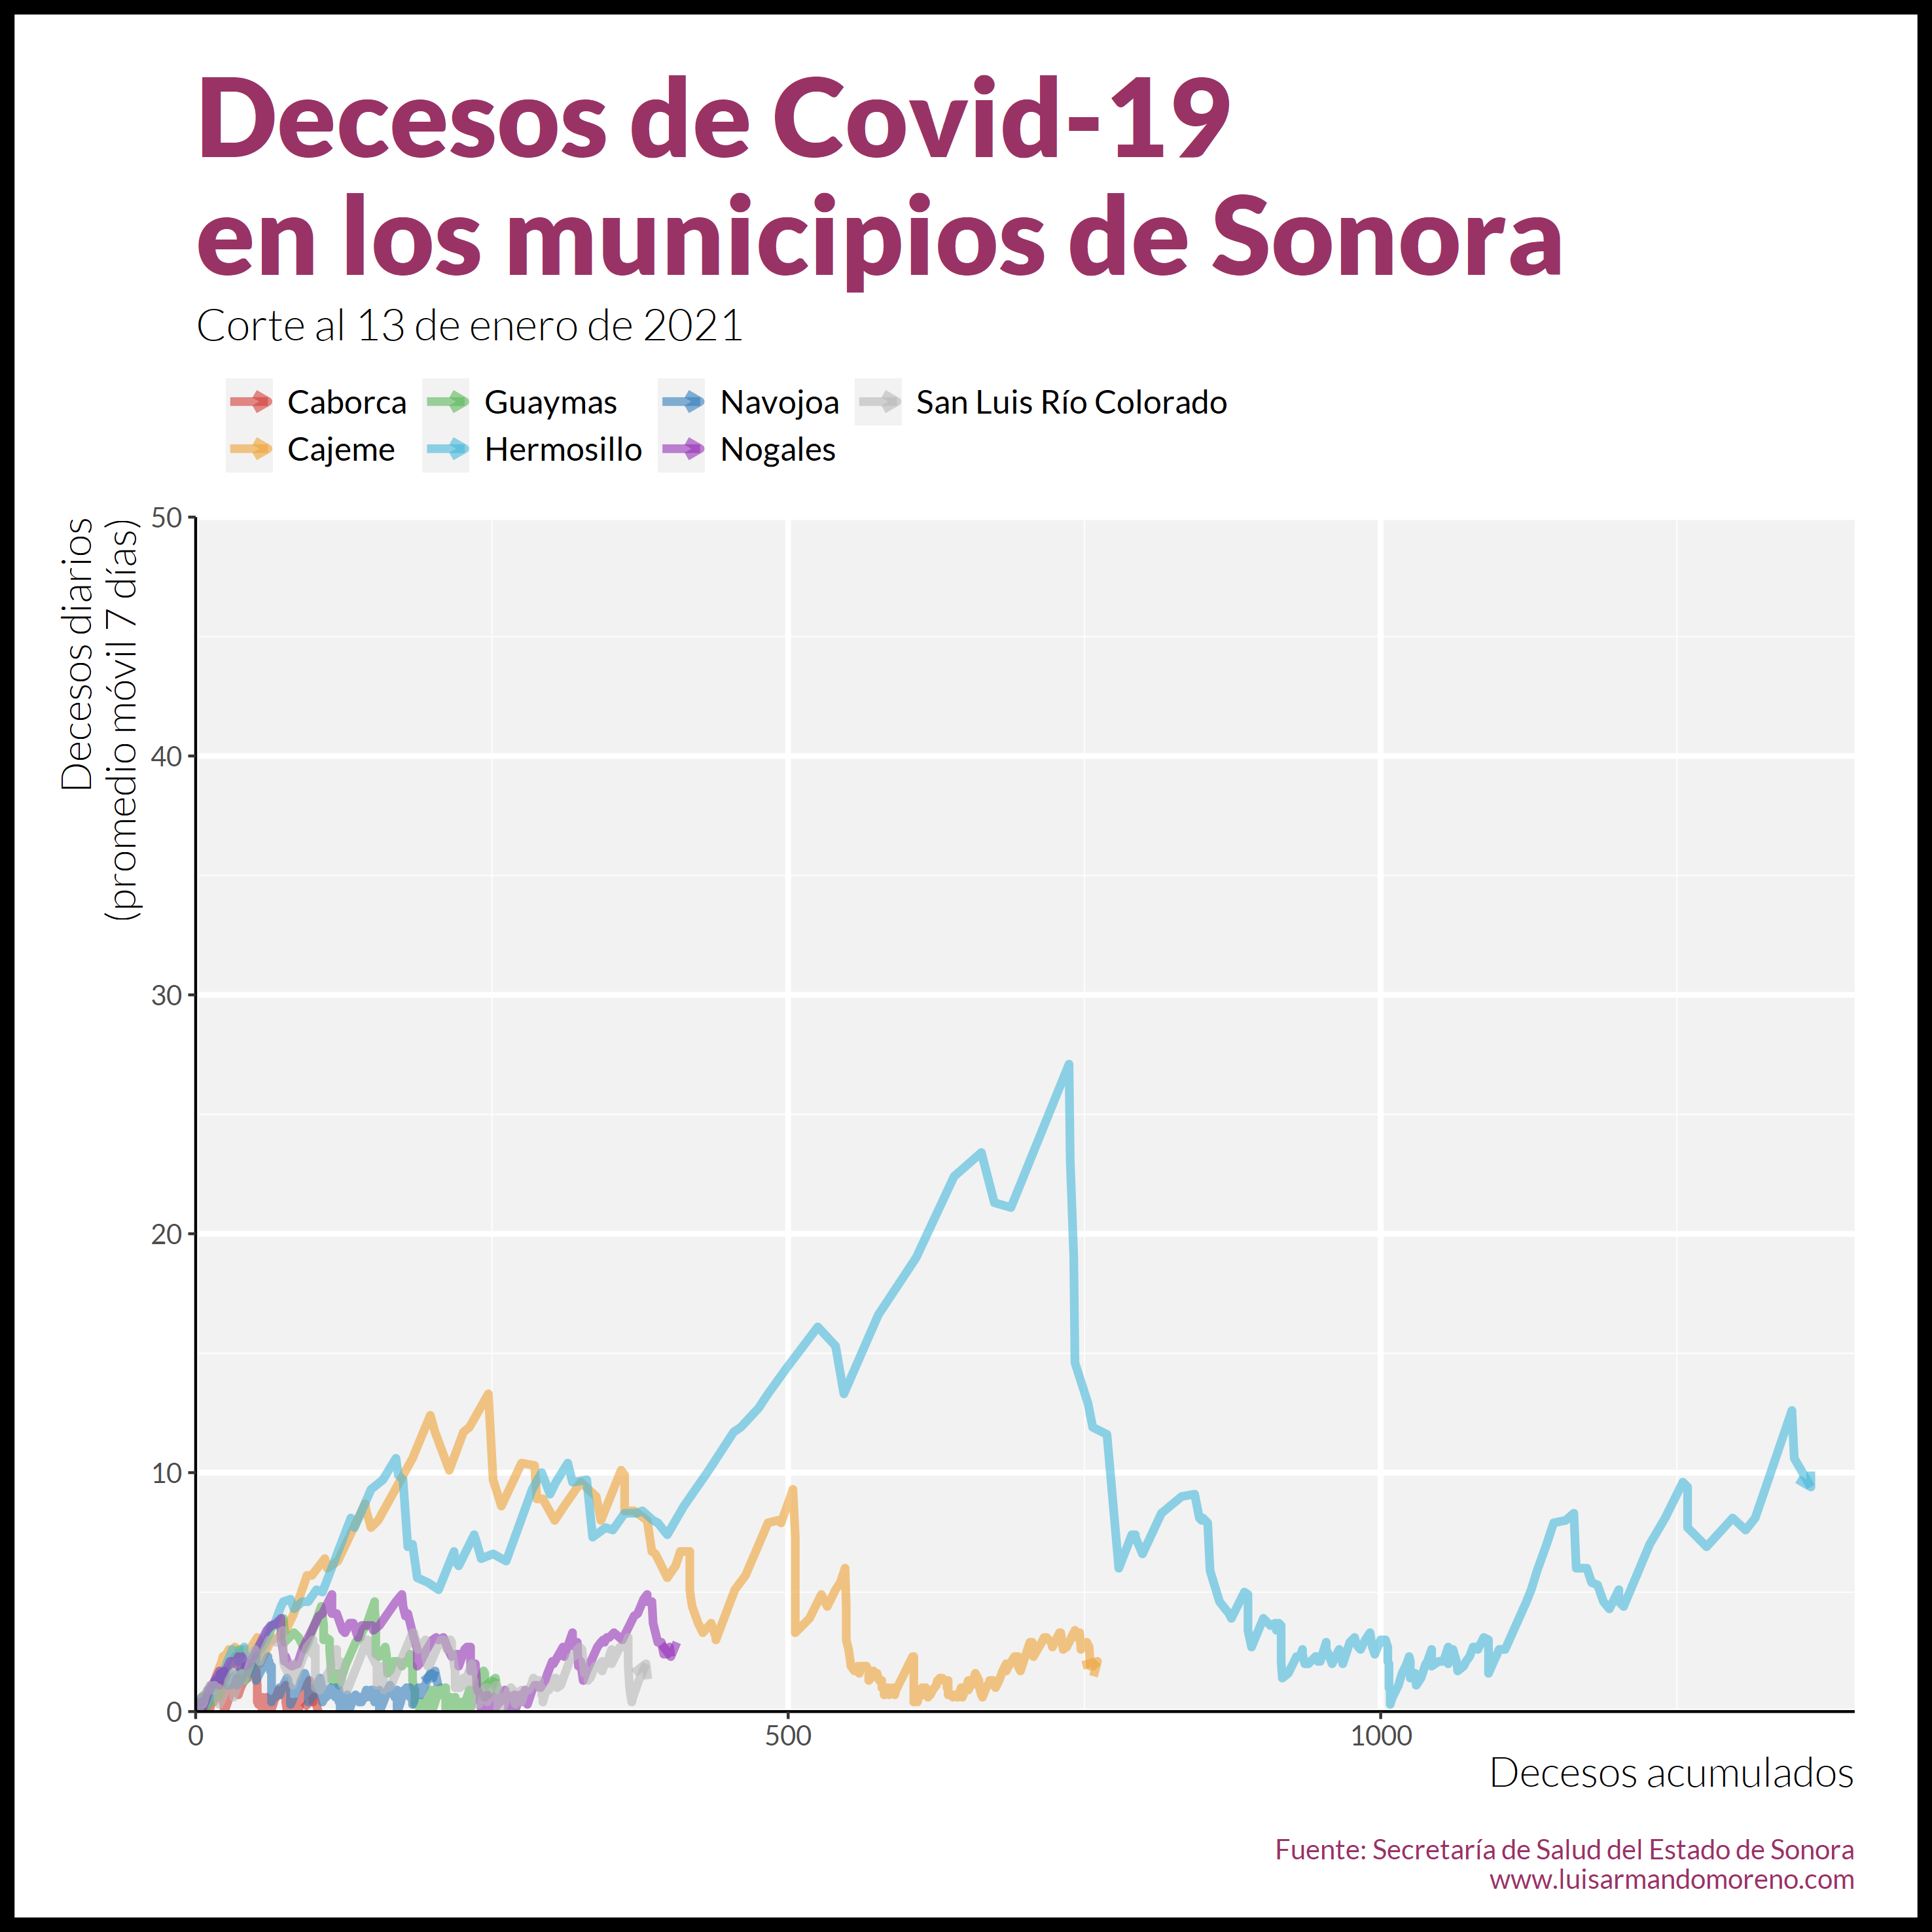 Decesos de Covid-19
en los municipios de Sonora
Corte al 13 de enero de 2021
Caborca
Guaymas
Navojoa
San Luis Río Colorado
Cajeme
Hermosillo
Nogales
Decesos diarios
(promedio móvil 7 días)
50
40
30
20
10
0
0
500
1000
Decesos acumulados
Fuente: Secretaría de Salud del Estado de Sonora
www.luisarmandomoreno.com